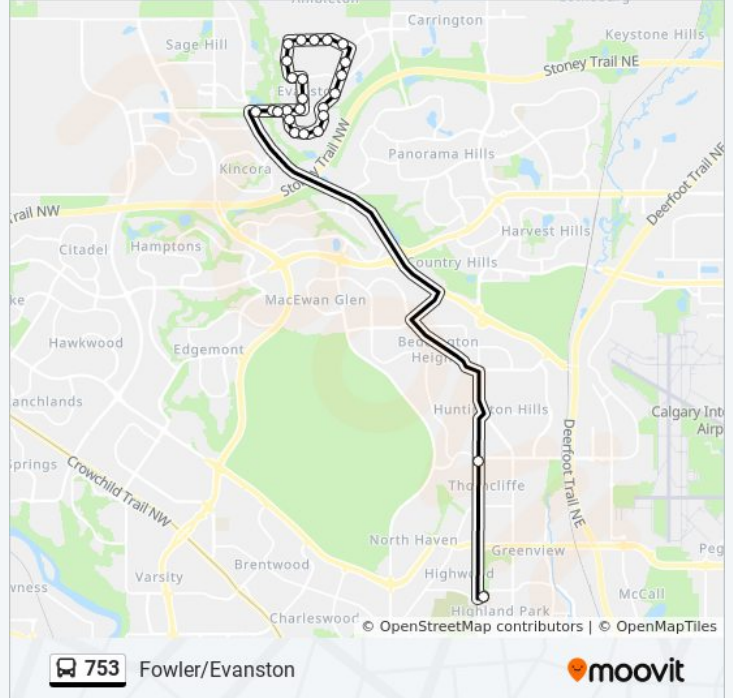 Carrington
Sage Hill
Keystone Hills
Stoney Trail NE
Evanston
Panorama Hills
Kincora
Stoney Trail NW
Deerfoot Trail NE
Trail NW
Citadel
Hamptons
Harvest Hills
Country Hills
MacEwan Glen
Hawkwood
Edgemont
Beddington
Heights
anchlands
Huntington Hills
Calgary Int
Airp
Springs
Crowchild Trail NW
Deerfoot Trail NE
Thorncliffe
North Haven
Greenview
Peg
Brentwood
Varsity
Highwood
McCall
Charleswood
Highland Park
© OpenStreetMap contributors | © OpenMapTiles
753 Fowler/Evanston
moovit